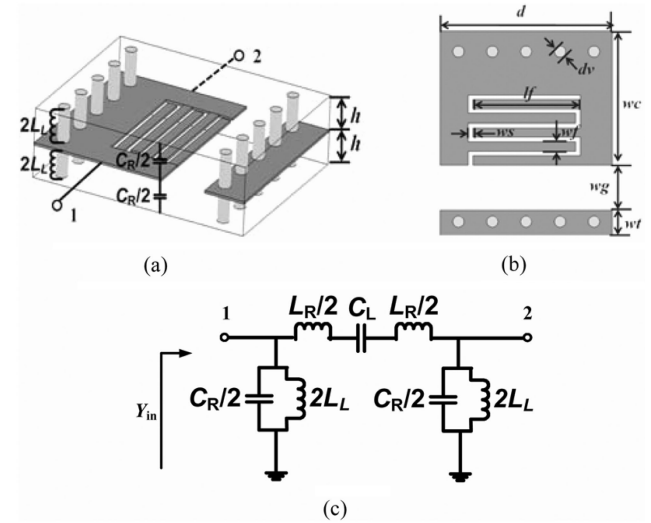 2
h
h
2L_L
2L_L
C_R/2
C_R/2
1
(a)
d
dv
lf
wc
ws
wf
wg
wt
(b)
1
L_R/2
C_L
L_R/2
2
Y_in
C_R/2
2L_L
C_R/2
2L_L
(c)